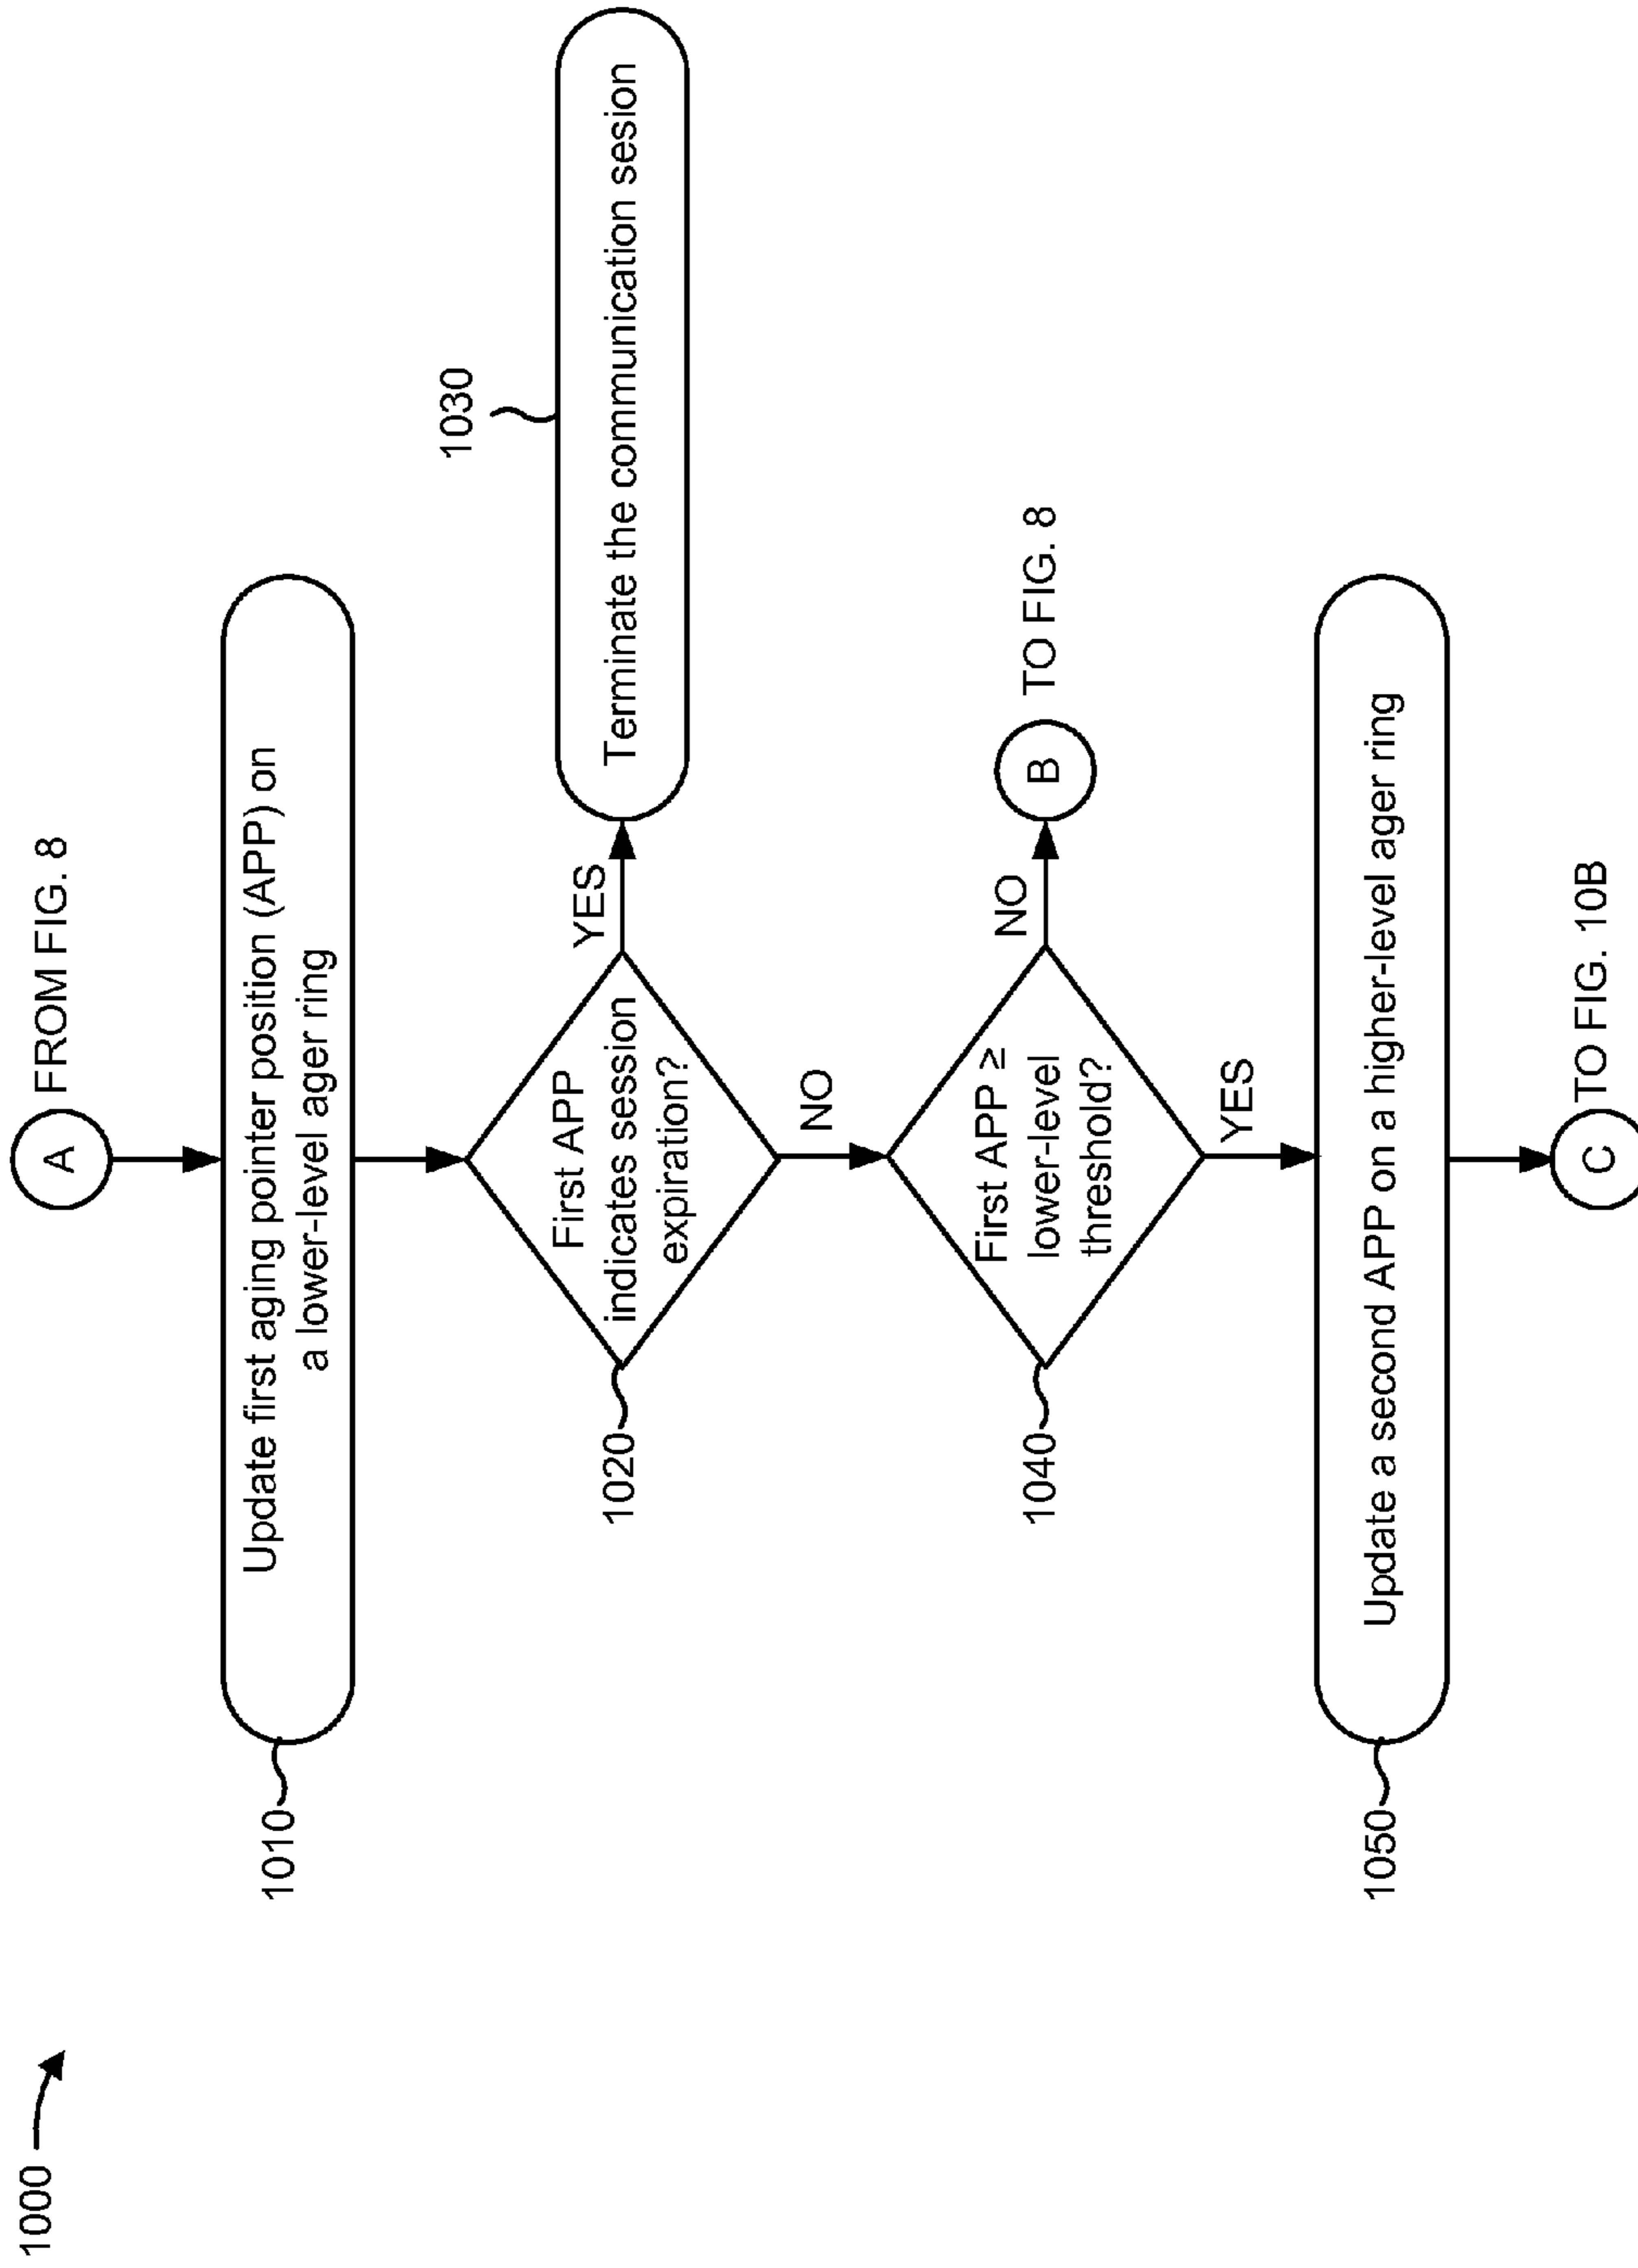 1000
A
FROM FIG. 8
1010
Update first aging pointer position (APP) on
a lower-level ager ring
1020
First APP
indicates session
expiration?
YES
1030
Terminate the communication sesion
NO
1040
First APP ≥
lower-level
threshold?
NO
B
TO FIG. 8
YES
1050
Update a second APP on a higher-level ager ring
C
TO FIG. 10B